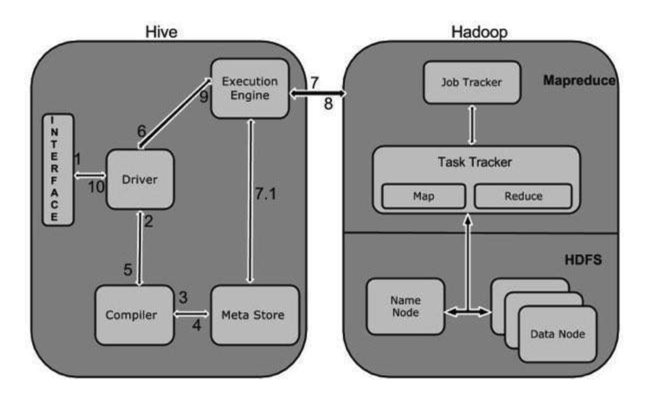 Hive
Hadoop
Execution
Engine
7
8
Job Tracker
Mapreduce
9
6
INTERFACE
1
10
Driver
Task Tracker
Map
Reduce
2
7.1
HDFS
5
3
4
Compiler
Meta Store
Name
Node
Data Node